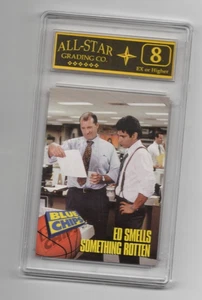 ALL-STAR
GRADING CO.
8
EX or Higher
BLUE
CHIPS
ED SMELLS
SOMETHING ROTTEN